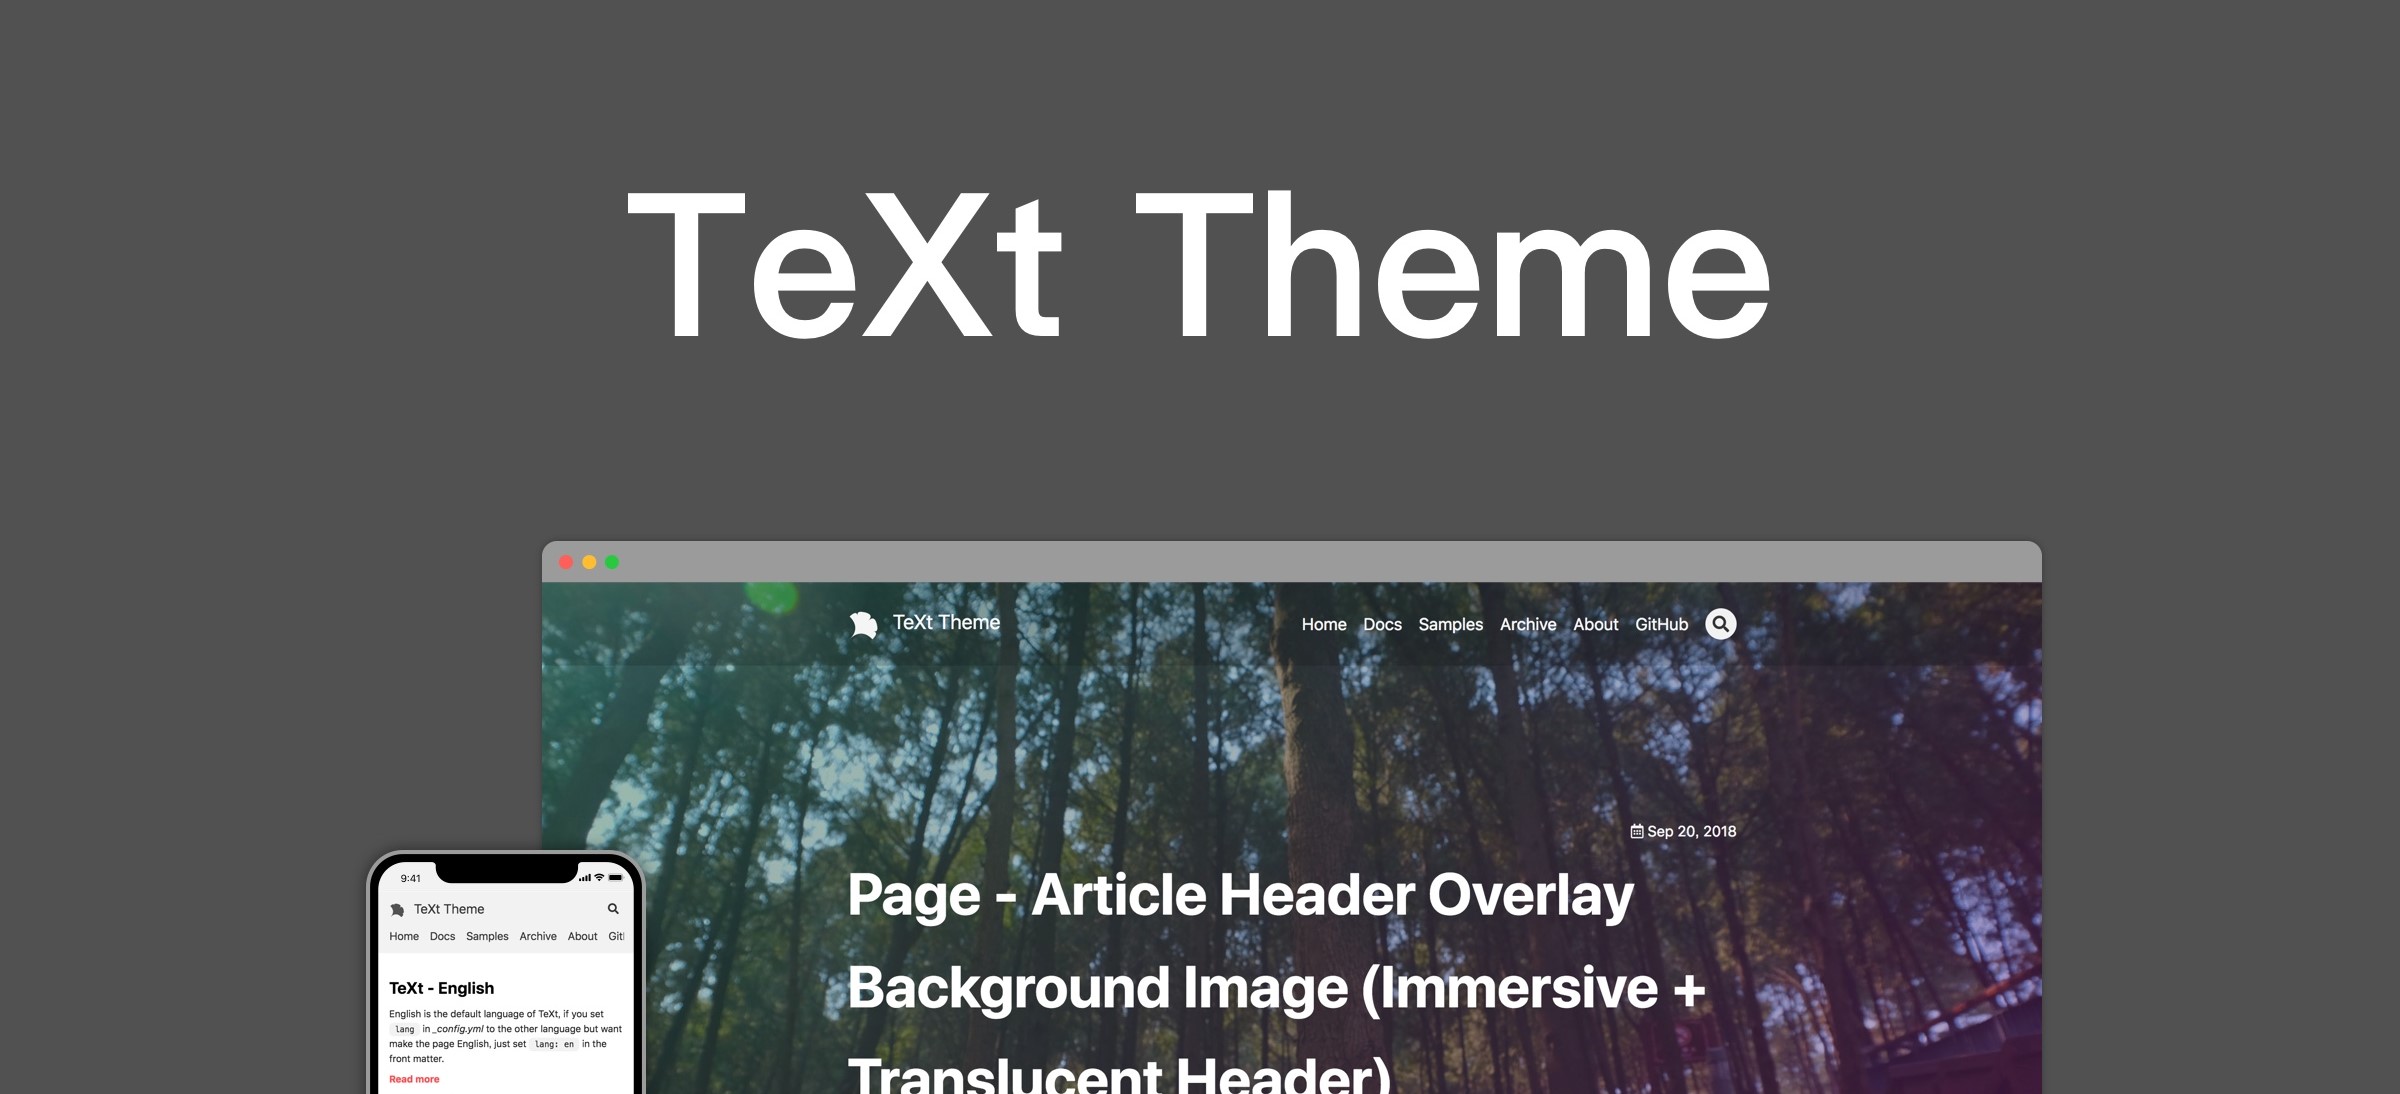 TeXt Theme
TeXt Theme
Home Docs Samples Archive About GitHub
Sep 20, 2018
Page - Article Header Overlay
Background Image (Immersive +
Translucent Header)
9:41
TeXt Theme
Home Docs Samples Archive About Git
TeXt - English
English is the default language of TeXt, if you set
lang in _config.yml to the other language but want
make the page English, just set lang: en in the
front matter.
Read more